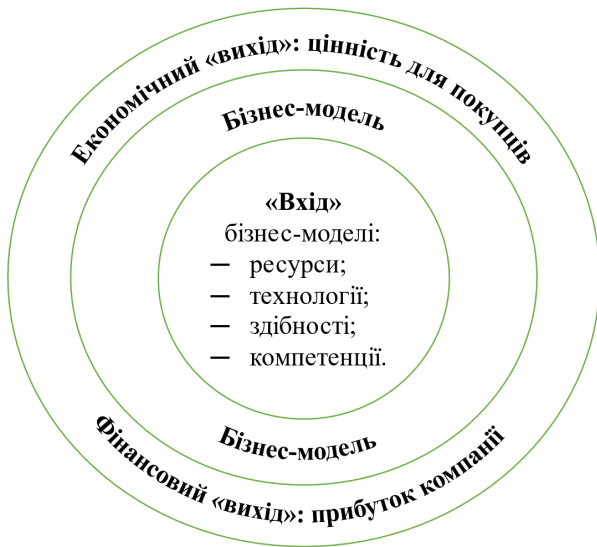 Економічний «вихід»: цінність для покупців
Бізнес-модель
«Вхід»
бізнес-моделі:
— ресурси;
— технології;
— здібності;
— компетенції.
Бізнес-модель
Фінансовий «вихід»: прибуток компанії